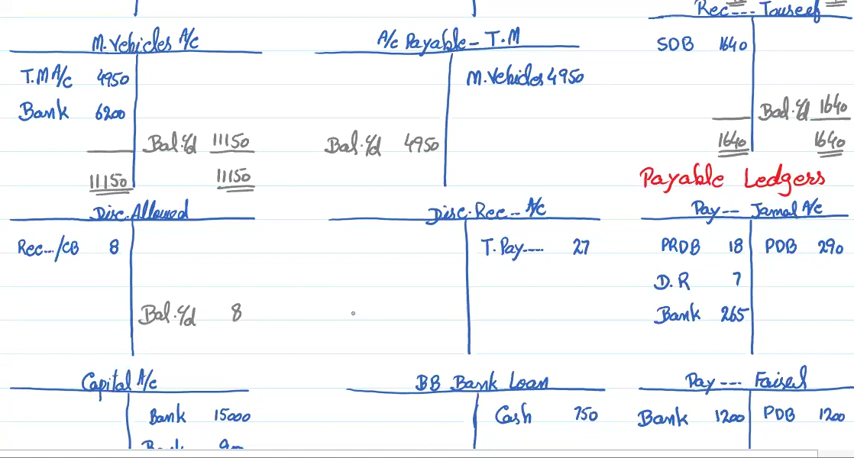 Rec--- Touseef
M.Vehicles A/c
A/c Payable - T.M
SDB 1640
T.M A/c 4950
M.Vehicles 4950
Bank 6200
Bal.c/d 1640
Bal.c/d 11150
Bal.c/d 4950
1640 1640
11150 11150
Payable Ledgers
Disc.Allowed
Disc.Rec-- A/c
Pay-- Jamal A/c
Rec--/CB 8
T.Pay---- 27
PRDB 18 PDB 290
D.R 7
Bal.c/d 8
Bank 265
Capital A/c
BB Bank Loan
Pay--- Faisal
Bank 15000
Cash 750
Bank 1200 PDB 1200